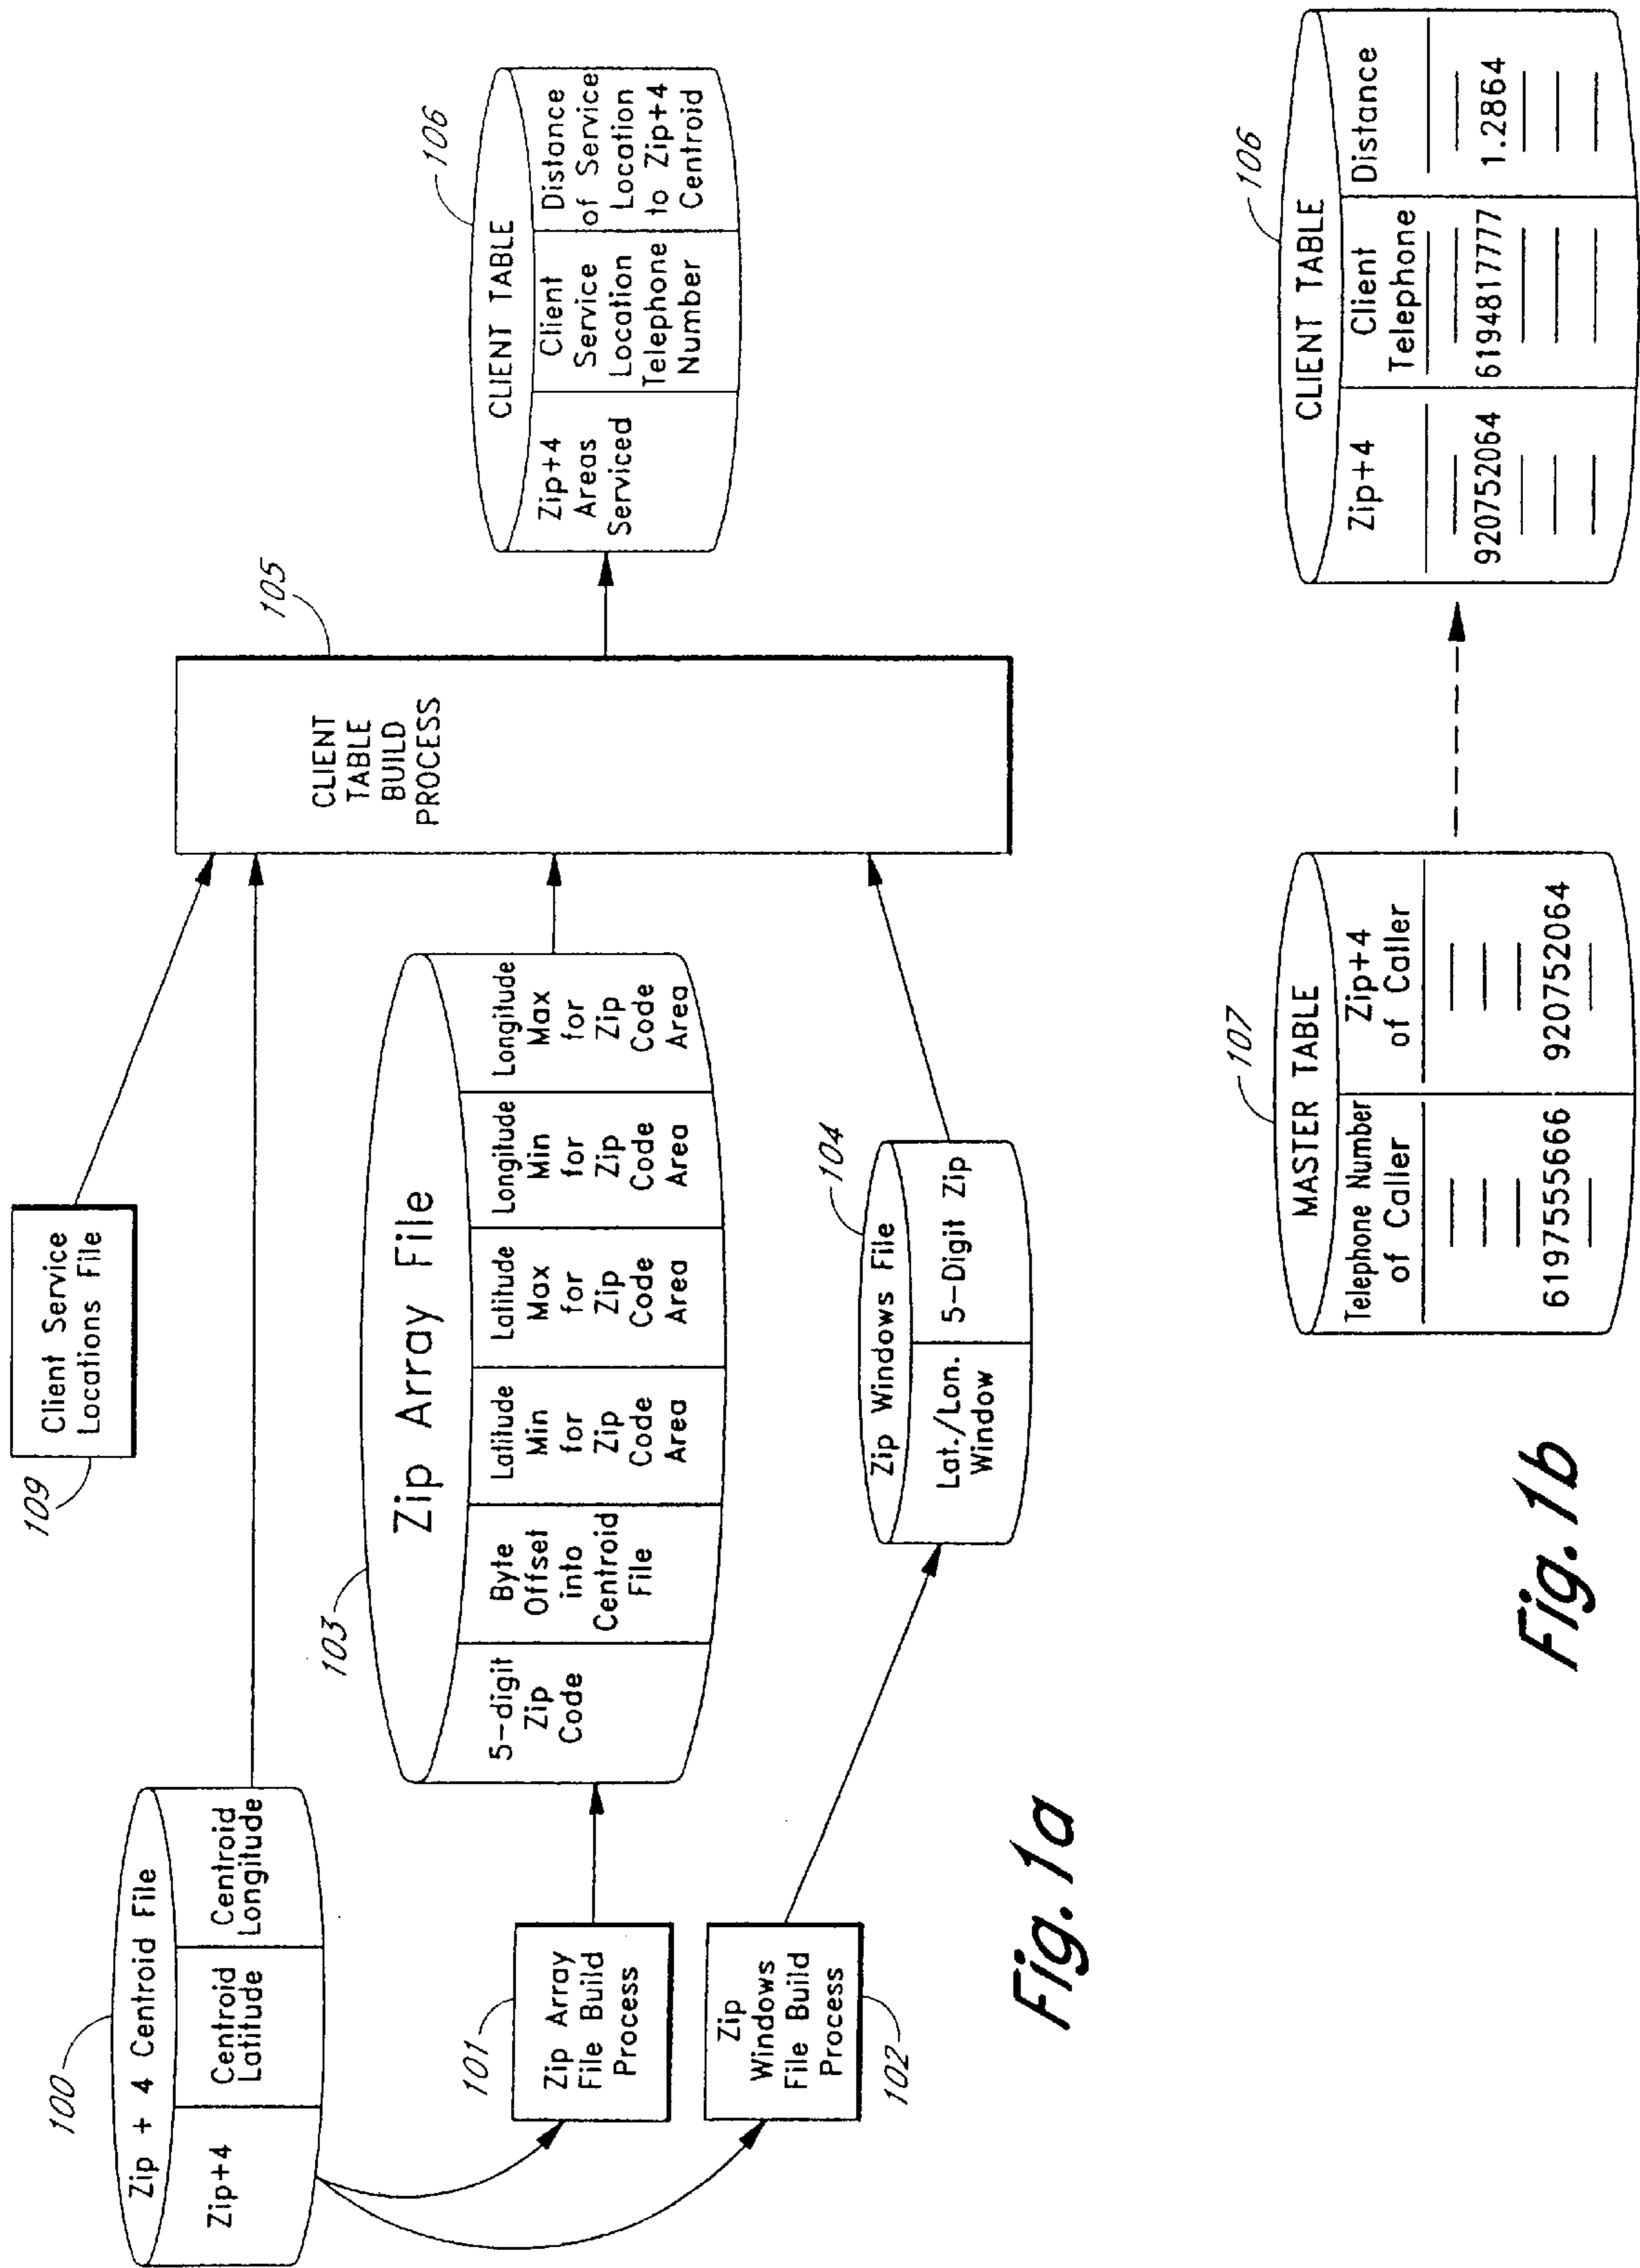 109
Client Service
Locations File
100
Zip + 4 Centroid File
Zip+4
Centroid
Latitude
Centroid
Longitude
101
Zip Array
File Build
Process
Zip
Windows
File Build
Process
102
103
Zip Array File
5-digit
Zip
Code
Byte
Offset
into
Centroid
File
Latitude
Min
for
Zip
Code
Area
Latitude
Max
for
Zip
Code
Area
Longitude
Min
for
Zip
Code
Area
Longitude
Max
for
Zip
Code
Area
104
Zip Windows File
Lat./Lon.
Window
5-Digit Zip
105
CLIENT
TABLE
BUILD
PROCESS
106
CLIENT TABLE
Zip+4
Areas
Serviced
Client
Service
Location
Telephone
Number
Distance
of Service
Location
to Zip+4
Centroid
Fig. 1a
107
MASTER TABLE
Telephone Number
of Caller
Zip+4
of Caller
6197555666
920752064
106
CLIENT TABLE
Zip+4
Client
Telephone
Distance
920752064
6194817777
1.2864
Fig. 1b